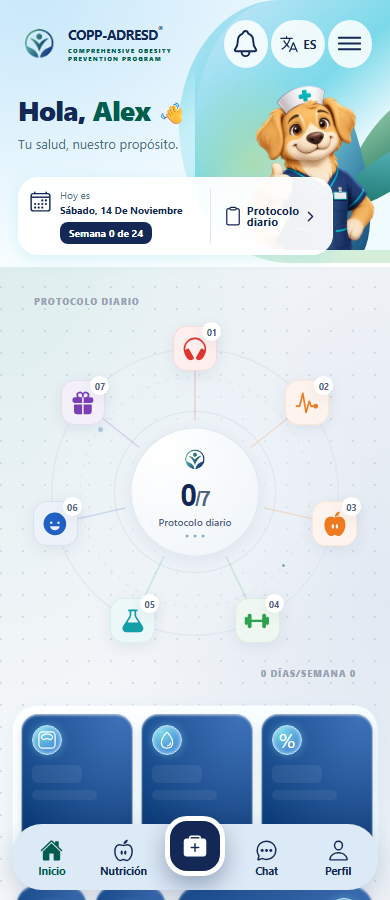 COPP-ADRESD®
COMPREHENSIVE OBESITY
PREVENTION PROGRAM
ES
Hola, Alex 👋
Tu salud, nuestro propósito.
Hoy es
Sábado, 14 De Noviembre
Semana 0 de 24
Protocolo
diario
PROTOCOLO DIARIO
01
07
02
0/7
Protocolo diario
06
03
05
04
0 DÍAS/SEMANA 0
%
Inicio
Nutrición
Chat
Perfil